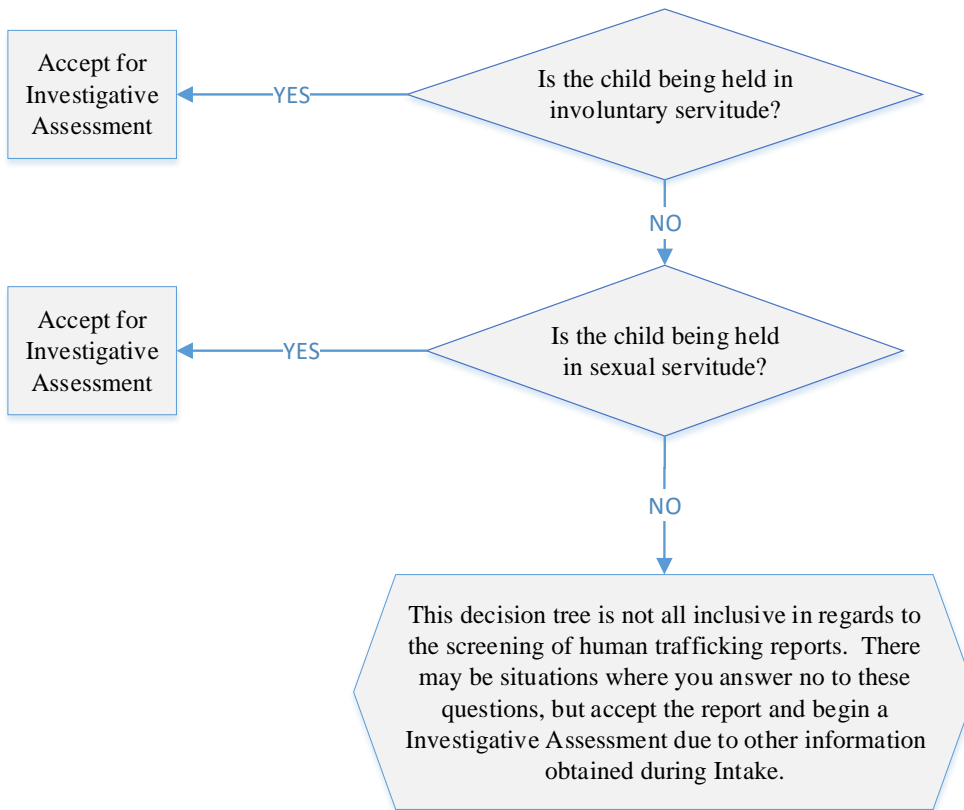 Accept for
Investigative
Assessment
YES
Is the child being held in
involuntary servitude?
NO
Accept for
Investigative
Assessment
YES
Is the child being held
in sexual servitude?
NO
This decision tree is not all inclusive in regards to
the screening of human trafficking reports.  There
may be situations where you answer no to these
questions, but accept the report and begin a
Investigative Assessment due to other information
obtained during Intake.